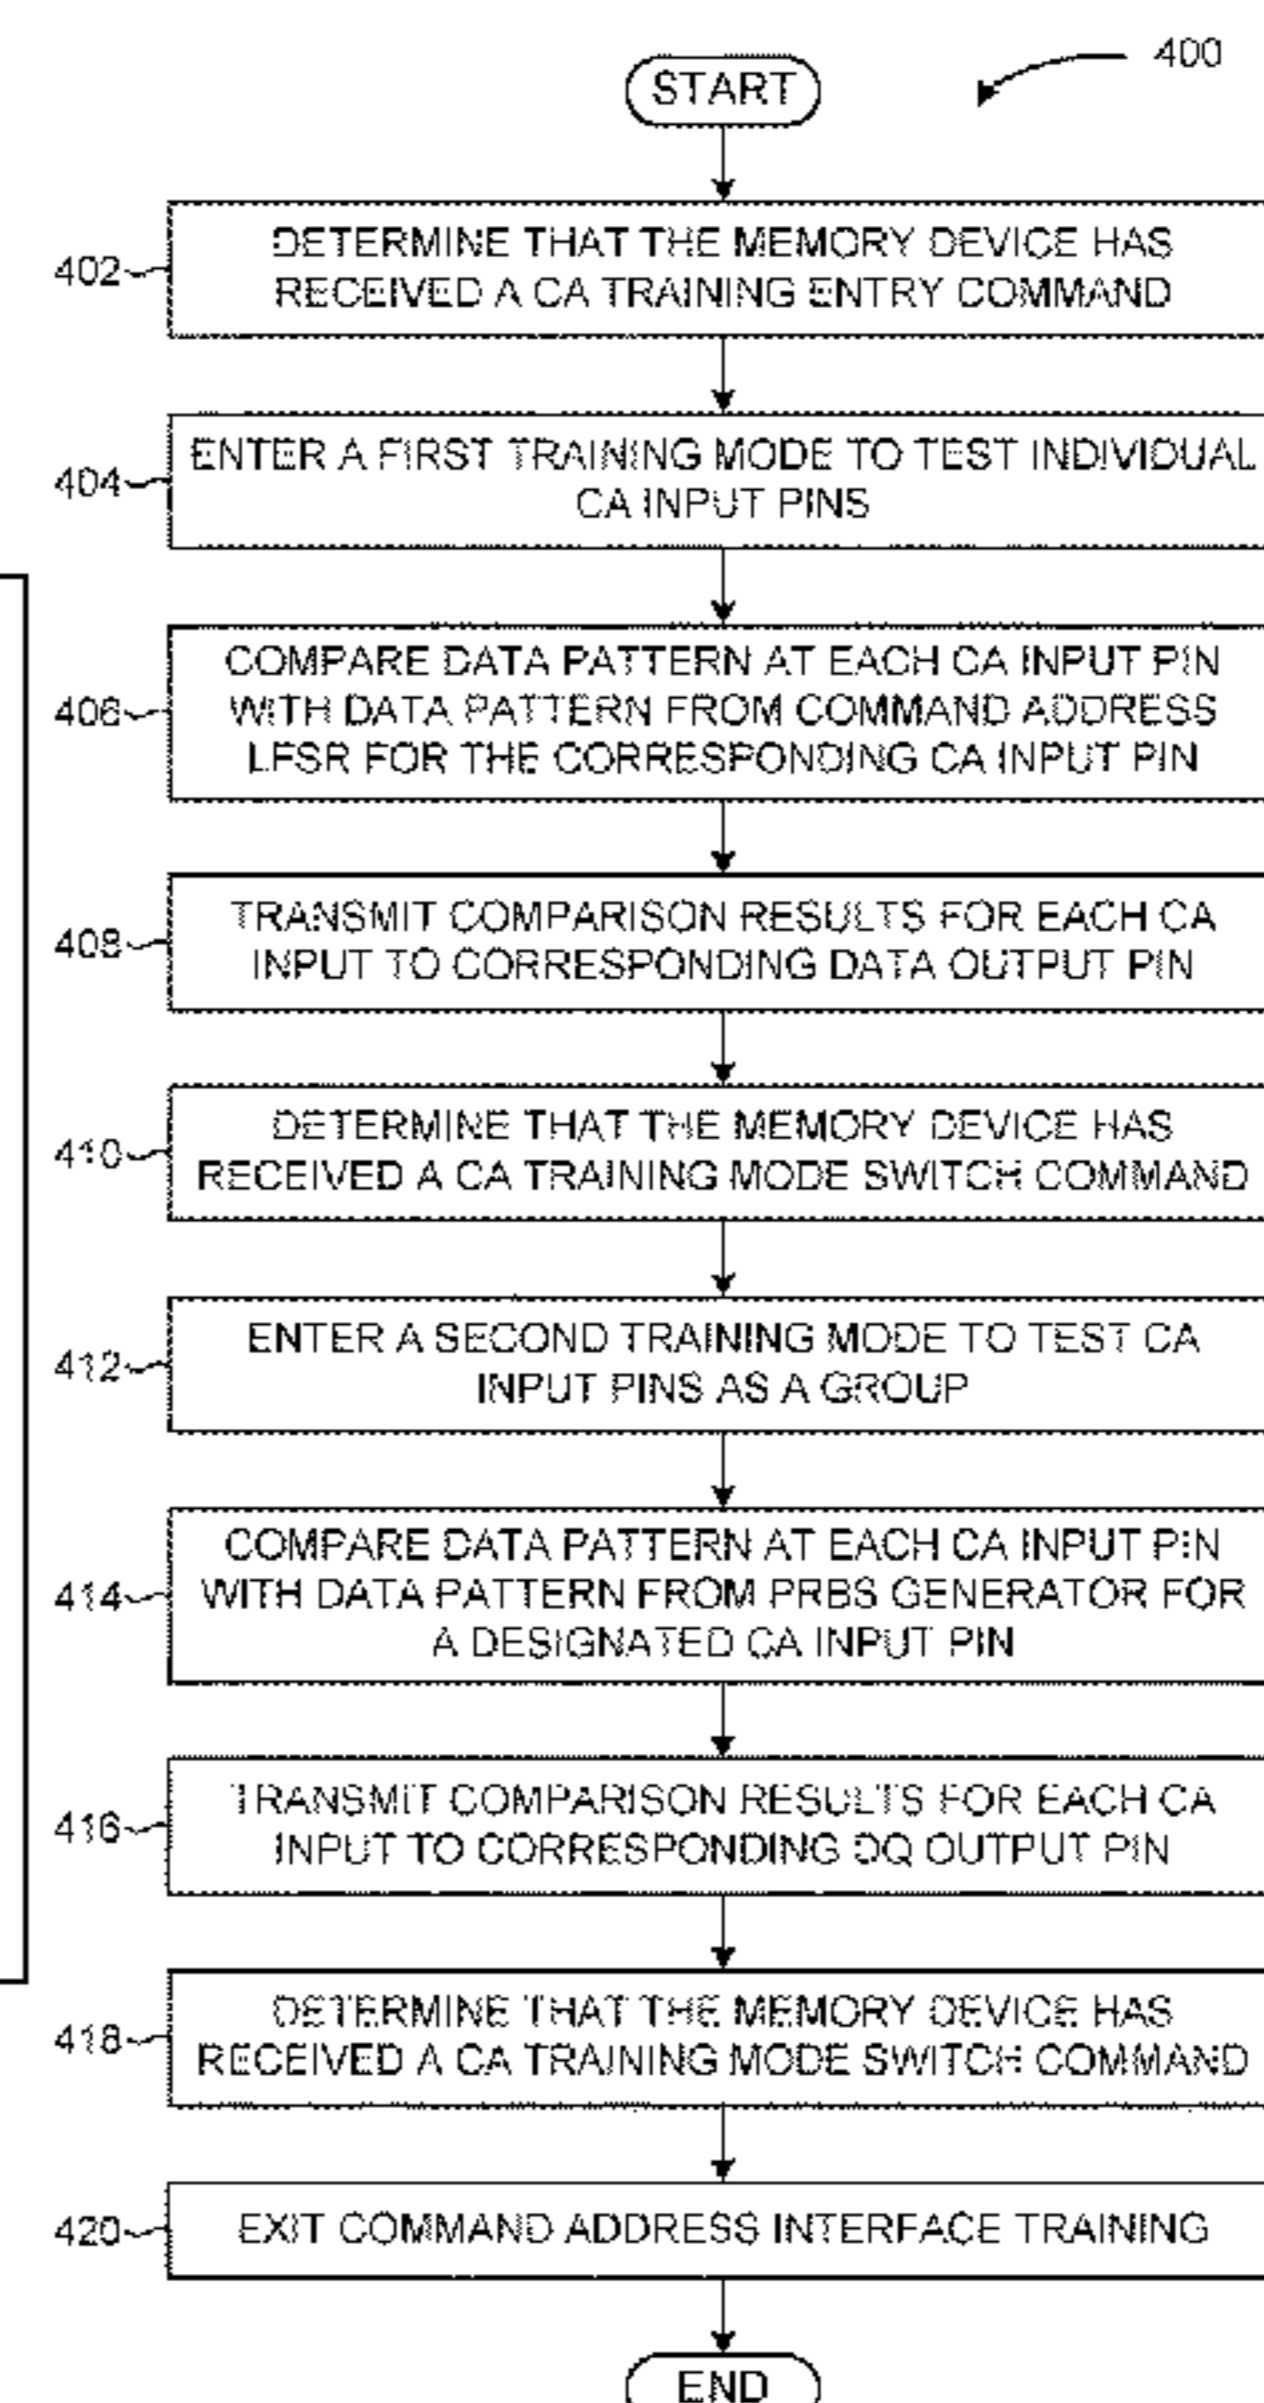 400
START
402
DETERMINE THAT THE MEMORY DEVICE HAS
RECEIVED A CA TRAINING ENTRY COMMAND
404
ENTER A FIRST TRAINING MODE TO TEST INDIVIDUAL
CA INPUT PINS
406
COMPARE DATA PATTERN AT EACH CA INPUT PIN
WITH DATA PATTERN FROM COMMAND ADDRESS
LFSR FOR THE CORRESPONDING CA INPUT PIN
408
TRANSMIT COMPARISON RESULTS FOR EACH CA
INPUT TO CORRESPONDING DATA OUTPUT PIN
410
DETERMINE THAT THE MEMORY DEVICE HAS
RECEIVED A CA TRAINING MODE SWITCH COMMAND
412
ENTER A SECOND TRAINING MODE TO TEST CA
INPUT PINS AS A GROUP
414
COMPARE DATA PATTERN AT EACH CA INPUT PIN
WITH DATA PATTERN FROM PRBS GENERATOR FOR
A DESIGNATED CA INPUT PIN
416
TRANSMIT COMPARISON RESULTS FOR EACH CA
INPUT TO CORRESPONDING DQ OUTPUT PIN
418
DETERMINE THAT THE MEMORY DEVICE HAS
RECEIVED A CA TRAINING MODE SWITCH COMMAND
420
EXIT COMMAND ADDRESS INTERFACE TRAINING
END